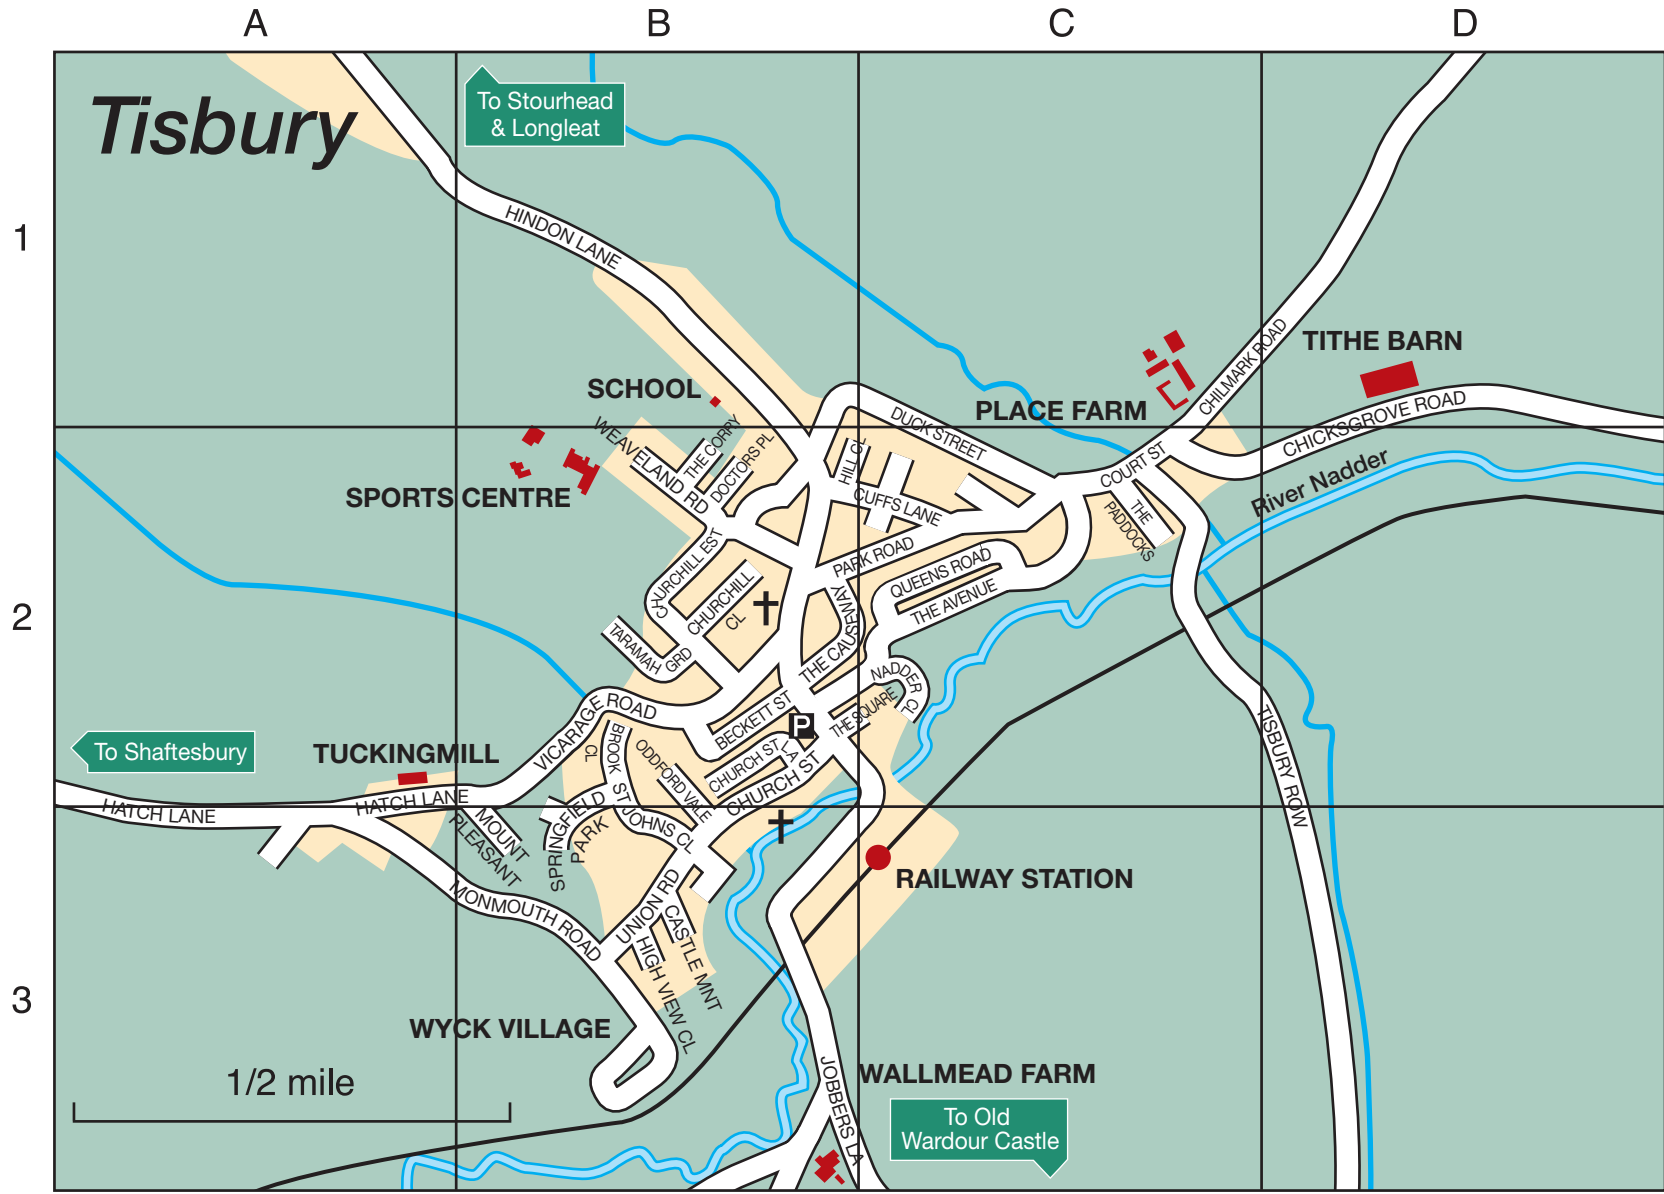 A
B
C
D
1
2
3
Tisbury
To Stourhead
& Longleat
HINDON LANE
SCHOOL
PLACE FARM
CHILMARK ROAD
TITHE BARN
CHICKSGROVE ROAD
DUCK STREET
COURT ST
River Nadder
WEAVELAND RD
THE CORRY
DOCTORS PL
HILL CL
CUFFS LANE
THE
PADDOCKS
SPORTS CENTRE
CHURCHILL EST
CHURCHILL
CL
PARK ROAD
QUEENS ROAD
THE AVENUE
THE CAUSEWAY
TARAMAH GRD
NADDER CL
THE SQUARE
BECKETT ST
P
VICARAGE ROAD
To Shaftesbury
TUCKINGMILL
BROOK
CL
ODDFORD VALE
CHURCH ST
LA
CHURCH ST
TISBURY ROW
HATCH LANE
HATCH LANE
MOUNT
PLEASANT
SPRINGFIELD
PARK
ST JOHNS CL
RAILWAY STATION
MONMOUTH ROAD
UNION RD
CASTLE MNT
HIGH VIEW CL
WYCK VILLAGE
JOBBERS LA
WALLMEAD FARM
To Old
Wardour Castle
1/2 mile